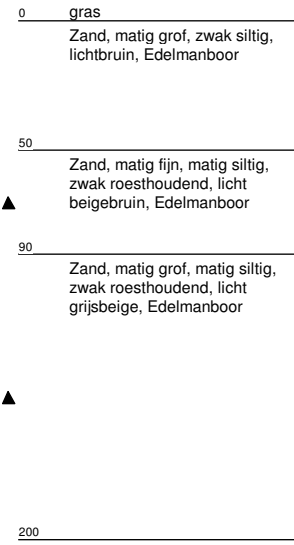 0 gras
Zand, matig grof, zwak siltig,
lichtbruin, Edelmanboor
50
Zand, matig fijn, matig siltig,
zwak roesthoudend, licht
beigebruin, Edelmanboor
90
Zand, matig grof, matig siltig,
zwak roesthoudend, licht
grijsbeige, Edelmanboor
200